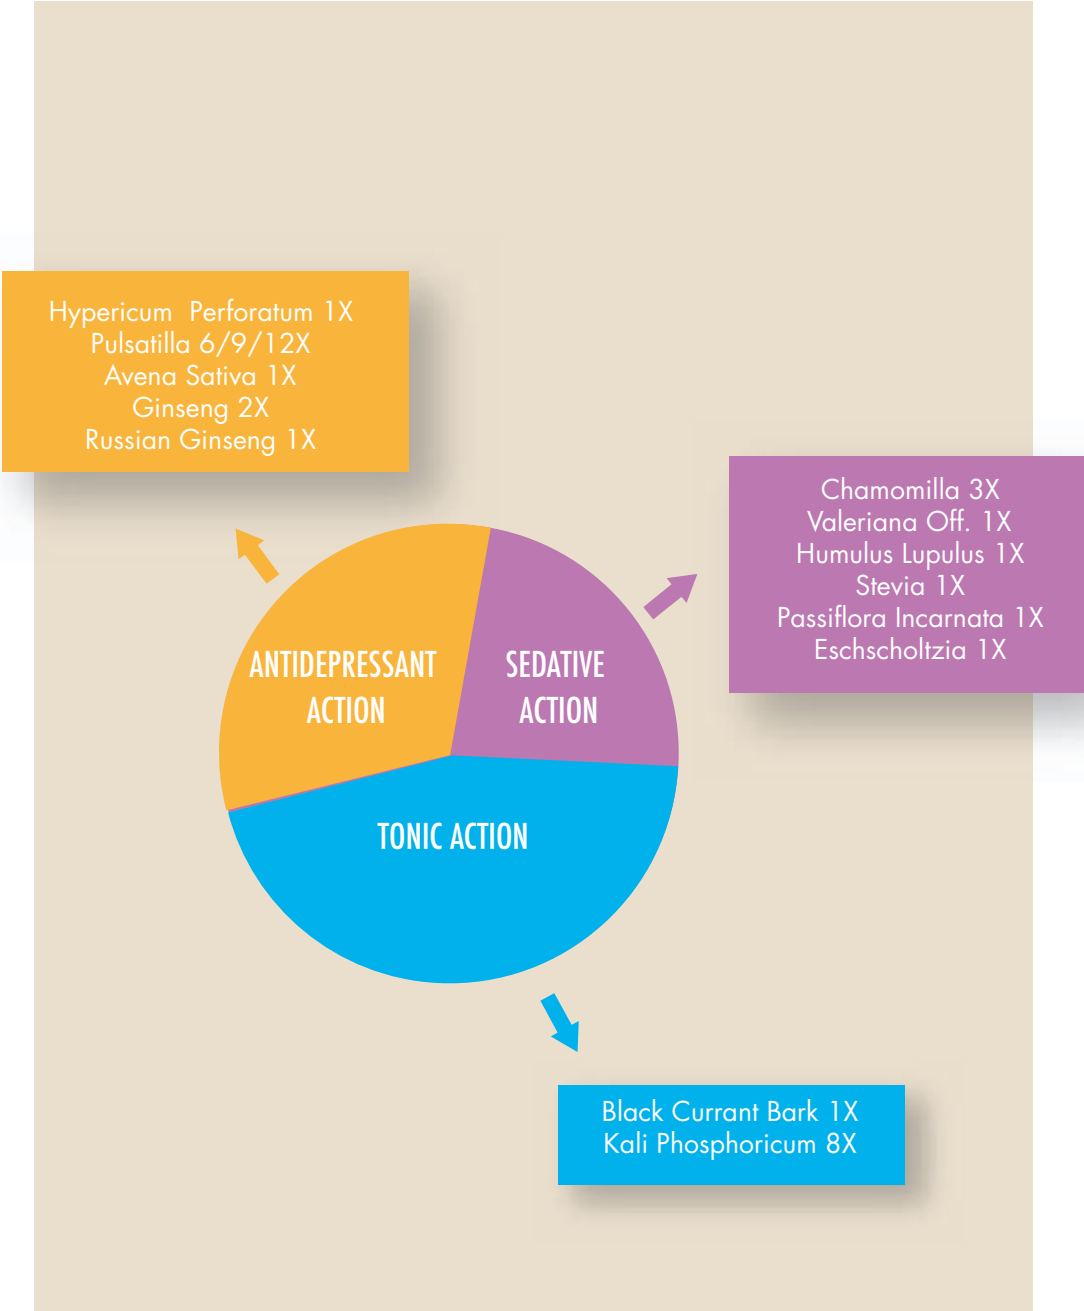 Hypericum  Perforatum 1X
Pulsatilla 6/9/12X
Avena Sativa 1X
Ginseng 2X
Russian Ginseng 1X
Chamomilla 3X
Valeriana Off. 1X
Humulus Lupulus 1X
Stevia 1X
Passiflora Incarnata 1X
Eschscholtzia 1X
ANTIDEPRESSANT
ACTION
SEDATIVE
ACTION
TONIC ACTION
Black Currant Bark 1X
Kali Phosphoricum 8X